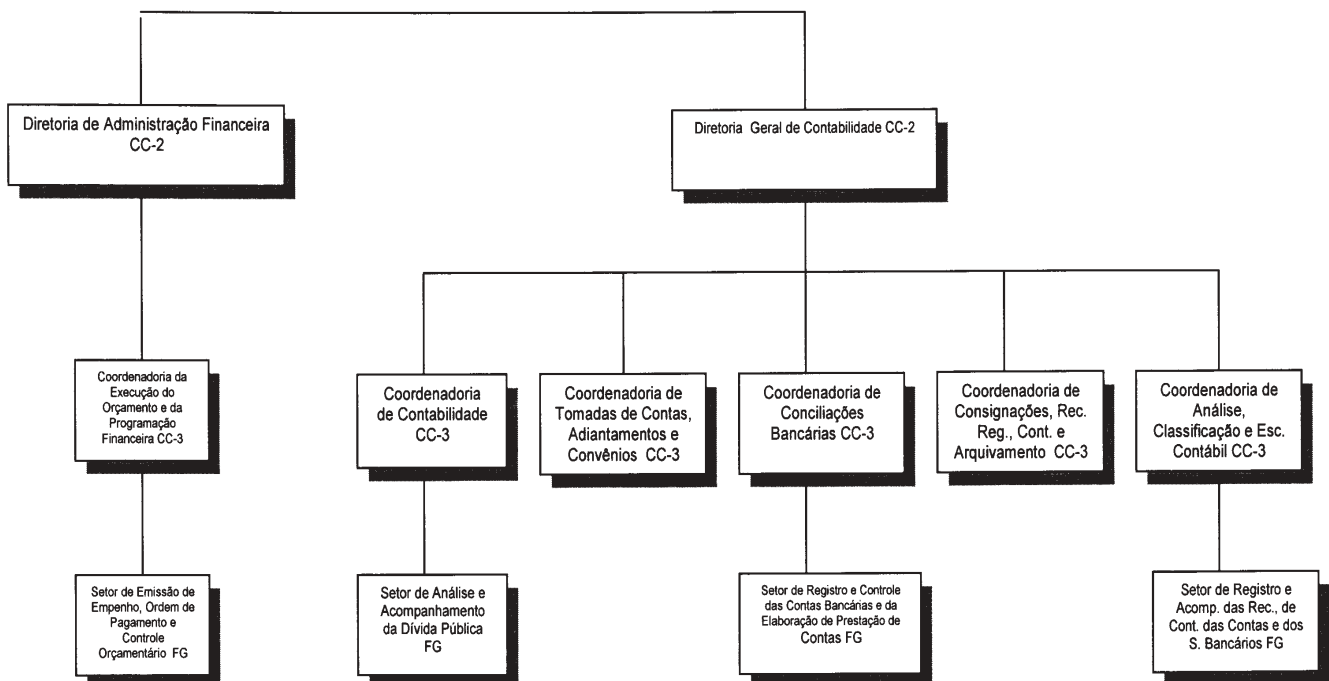 Diretoria de Administração Financeira
CC-2
Diretoria Geral de Contabilidade CC-2
Coordenadoria da
Execução do
Orçamento e da
Programação
Financeira CC-3
Coordenadoria
de Contabilidade
CC-3
Coordenadoria de
Tomadas de Contas,
Adiantamentos e
Convênios CC-3
Coordenadoria de
Conciliações
Bancárias CC-3
Coordenadoria de
Consignações, Rec.
Reg., Cont. e
Arquivamento CC-3
Coordenadoria de
Análise,
Classificação e Esc.
Contábil CC-3
Setor de Emissão de
Empenho, Ordem de
Pagamento e
Controle
Orçamentário FG
Setor de Análise e
Acompanhamento
da Dívida Pública
FG
Setor de Registro e Controle
das Contas Bancárias e da
Elaboração de Prestação de
Contas FG
Setor de Registro e
Acomp. das Rec., de
Cont. das Contas e dos
S. Bancários FG